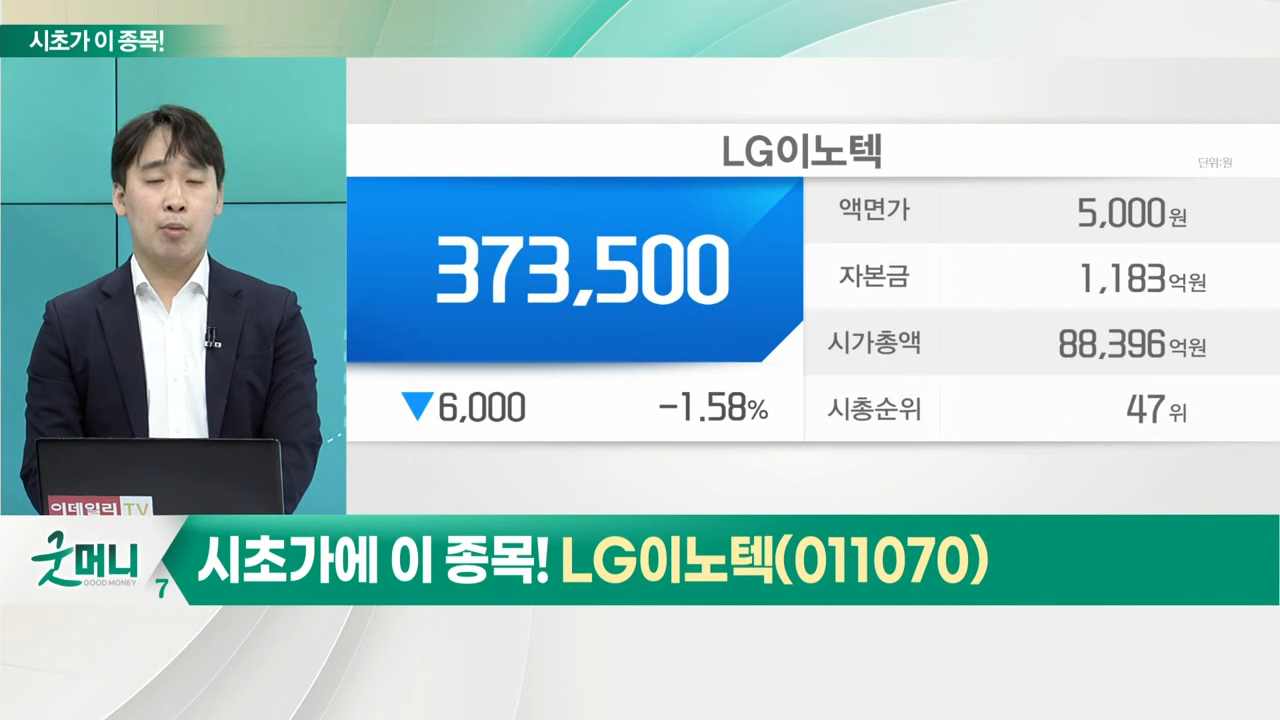 시초가 이 종목!
LG이노텍
단위:원
373,500
▼6,000 -1.58%
액면가 5,000원
자본금 1,183억원
시가총액 88,396억원
시총순위 47위
이데일리TV
굿머니
GOOD MONEY
7
시초가에 이 종목! LG이노텍(011070)